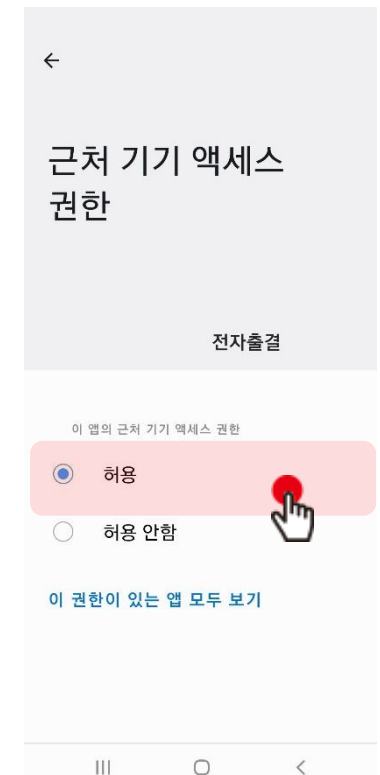 근처 기기 액세스
권한
전자출결
이 앱의 근처 기기 액세스 권한
허용
허용 안함
이 권한이 있는 앱 모두 보기